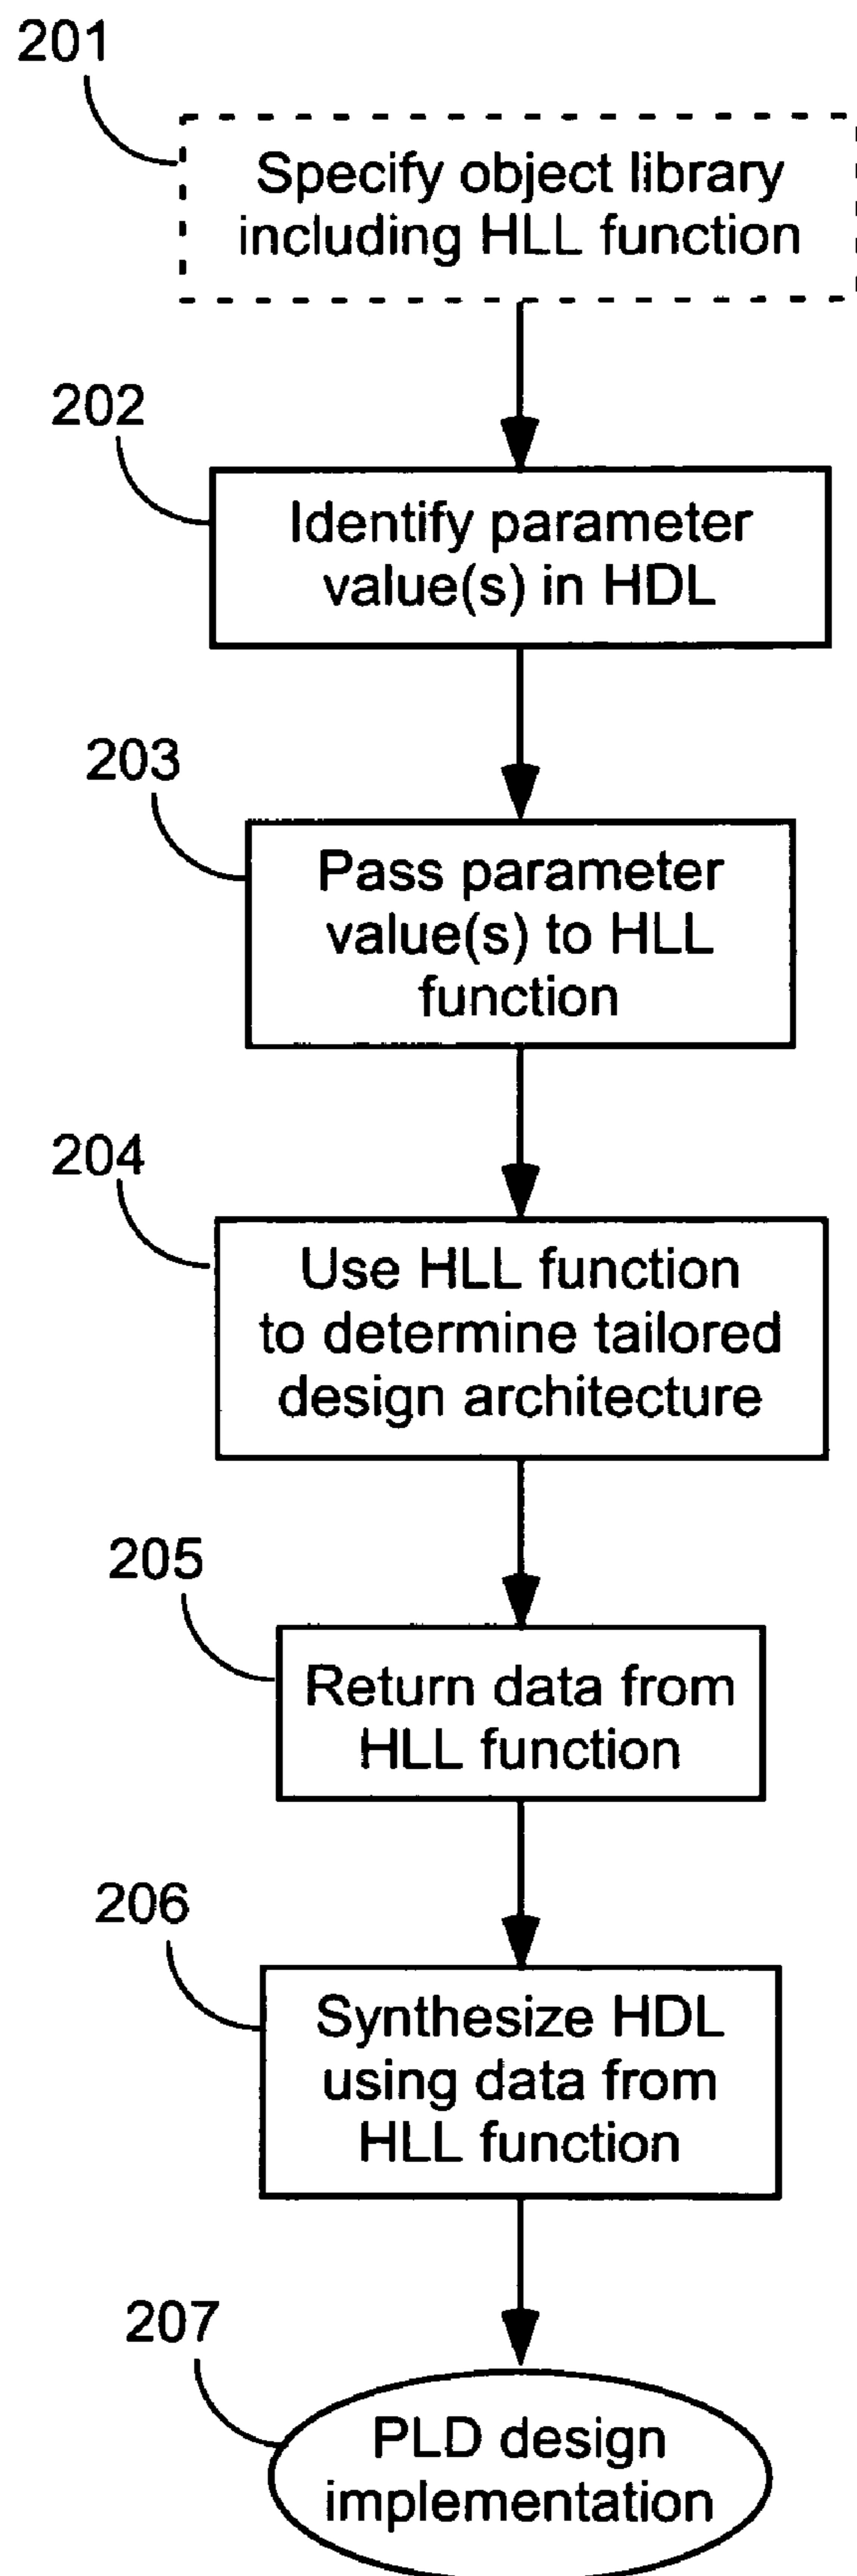 201
Specify object library
including HLL function
202
Identify parameter
value(s) in HDL
203
Pass parameter
value(s) to HLL
function
204
Use HLL function
to determine tailored
design architecture
205
Return data from
HLL function
206
Synthesize HDL
using data from
HLL function
207
PLD design
implementation